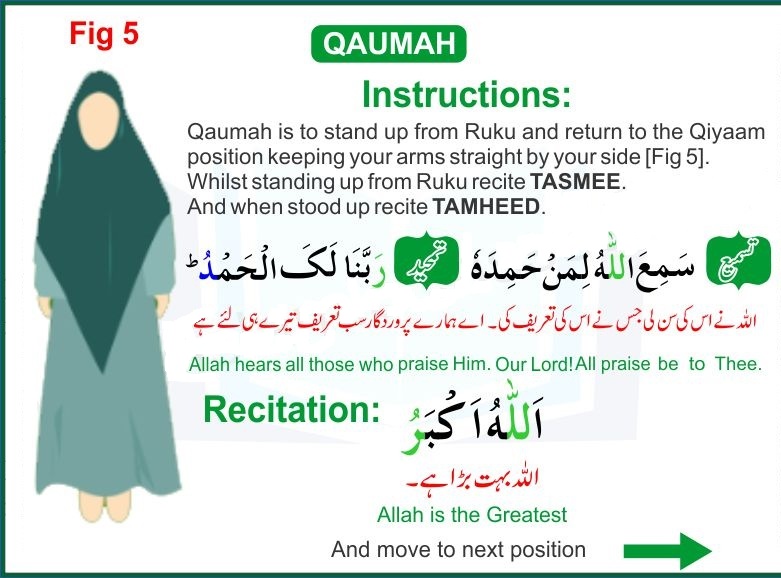 Fig 5
QAUMAH
Instructions:
Qaumah is to stand up from Ruku and return to the Qiyaam
position keeping your arms straight by your side [Fig 5].
Whilst standing up from Ruku recite TASMEE.
And when stood up recite TAMHEED.
تسمیع سَمِعَ اللّٰهُ لِمَنْ حَمِدَهٗ تحمید رَبَّنَا لَکَ الْحَمْدُ ؕ
اللہ نے اس کی سن لی جس نے اس کی تعریف کی۔ اے ہمارے پروردگار سب تعریف تیرے ہی لئے ہے
Allah hears all those who praise Him. Our Lord! All praise be to Thee.
Recitation: اَللّٰهُ اَکْبَرُ
اللہ بہت بڑا ہے۔
Allah is the Greatest
And move to next position